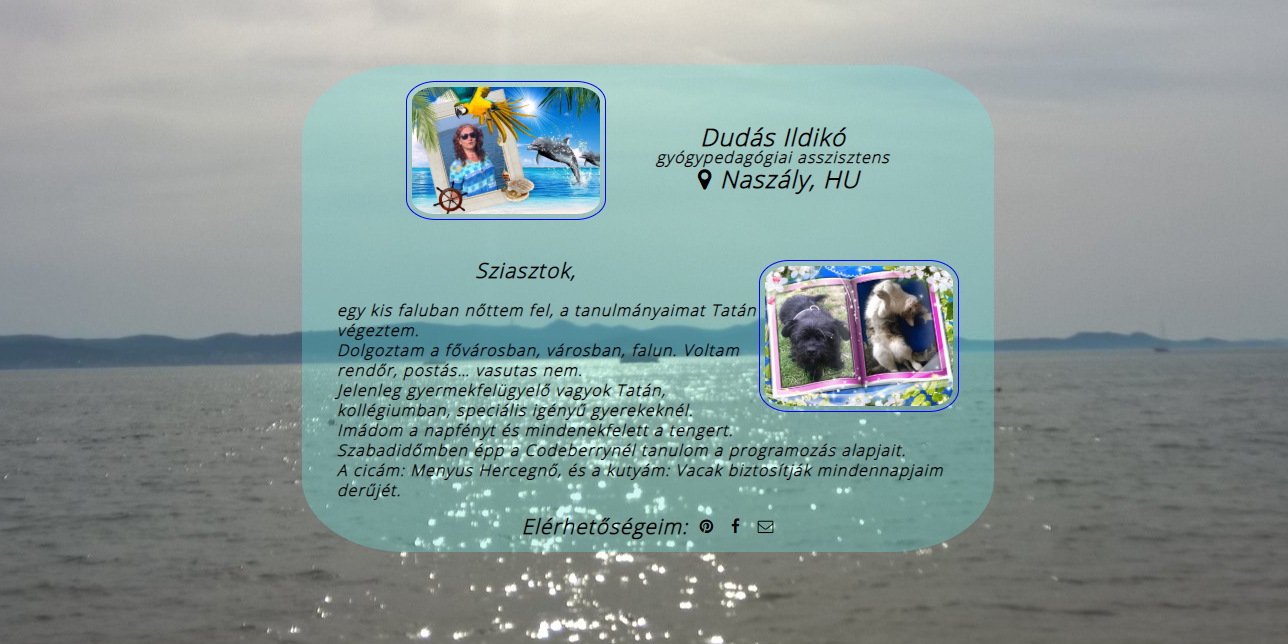 Dudás Ildikó
gyógypedagógiai asszisztens
Naszály, HU
Sziasztok,
egy kis faluban nőttem fel, a tanulmányaimat Tatán
végeztem.
Dolgoztam a fővárosban, városban, falun. Voltam
rendőr, postás... vasutas nem.
Jelenleg gyermekfelügyelő vagyok Tatán,
kollégiumban, speciális igényű gyerekeknél.
Imádom a napfényt és mindenekfelett a tengert.
Szabadidőmben épp a Codeberrynél tanulom a programozás alapjait.
A cicám: Menyus Hercegnő, és a kutyám: Vacak biztosítják mindennapjaim
derűjét.
Elérhetőségeim: